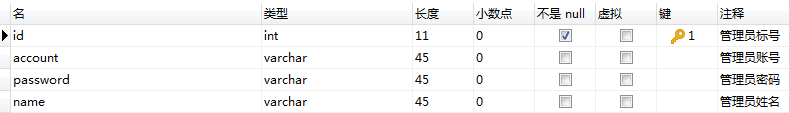 名 类型 长度 小数点 不是 null 虚拟 键 注释
id int 11 0 1 管理员标号
account varchar 45 0 管理员账号
password varchar 45 0 管理员密码
name varchar 45 0 管理员姓名